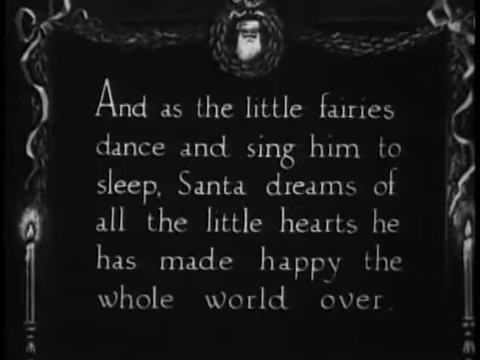 And as the little fairies
dance and sing him to
sleep, Santa dreams of
all the little hearts he
has made happy the
whole world over.